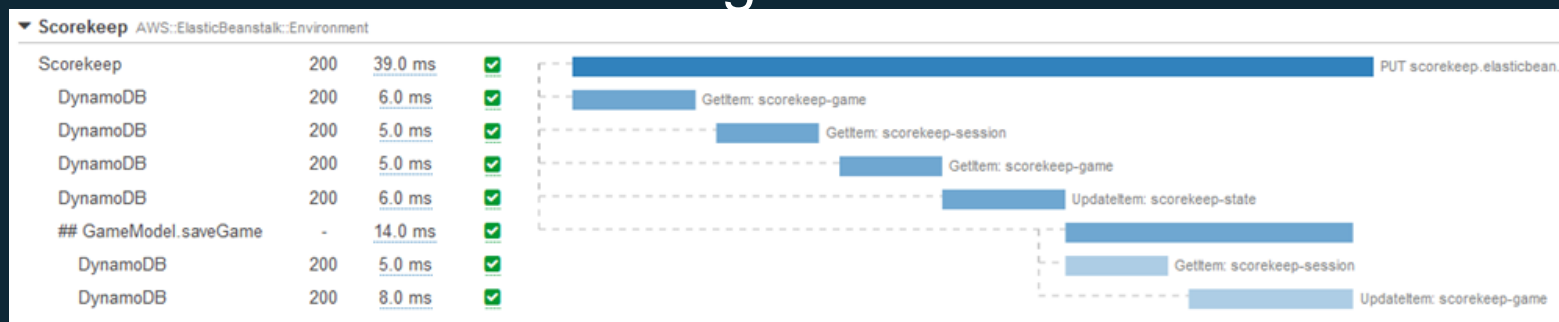 Scorekeep AWS::ElasticBeanstalk::Environment
Scorekeep 200 39.0 ms PUT scorekeep.elasticbean.
DynamoDB 200 6.0 ms GetItem: scorekeep-game
DynamoDB 200 5.0 ms GetItem: scorekeep-session
DynamoDB 200 5.0 ms GetItem: scorekeep-game
DynamoDB 200 6.0 ms UpdateItem: scorekeep-state
## GameModel.saveGame - 14.0 ms
DynamoDB 200 5.0 ms GetItem: scorekeep-session
DynamoDB 200 8.0 ms UpdateItem: scorekeep-game